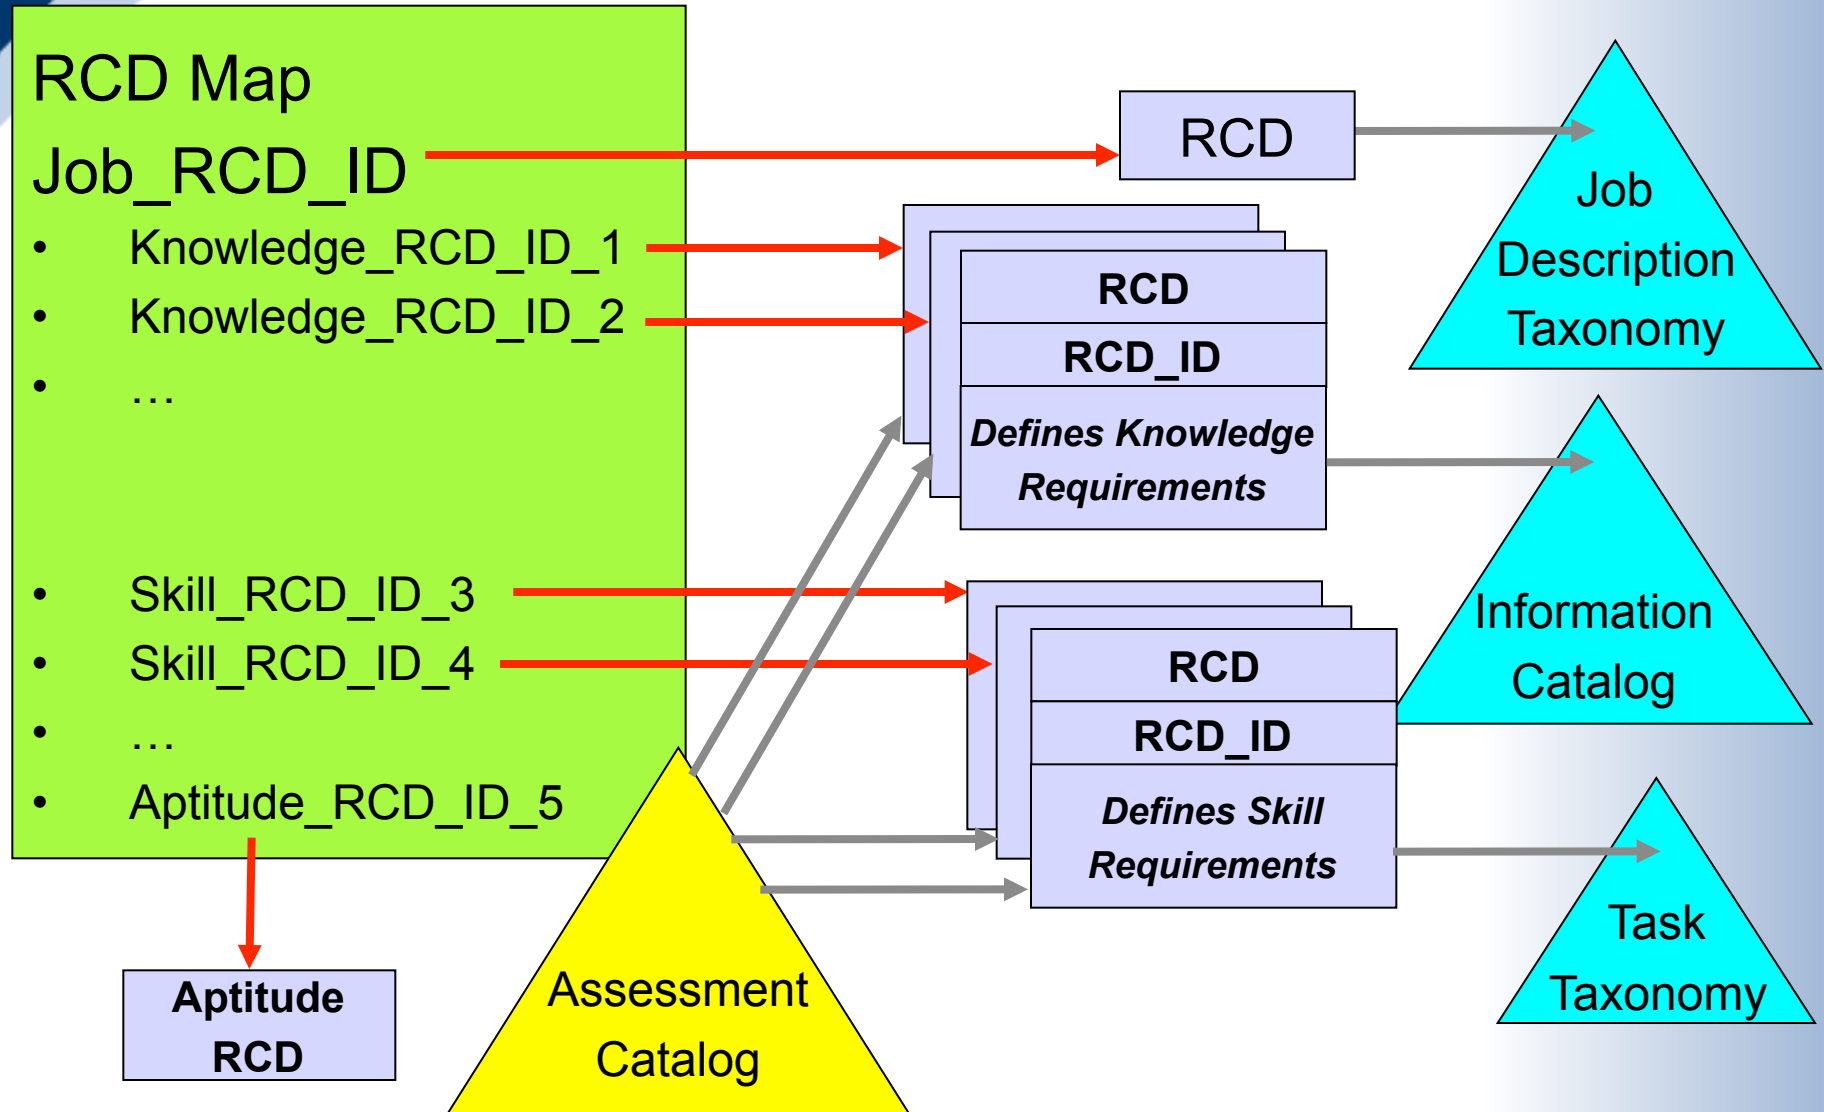 RCD Map
Job_RCD_ID
• Knowledge_RCD_ID_1
• Knowledge_RCD_ID_2
• …
• Skill_RCD_ID_3
• Skill_RCD_ID_4
• …
• Aptitude_RCD_ID_5
Aptitude
RCD
Assessment
Catalog
RCD
RCD
RCD_ID
Defines Knowledge
Requirements
RCD
RCD_ID
Defines Skill
Requirements
Job
Description
Taxonomy
Information
Catalog
Task
Taxonomy